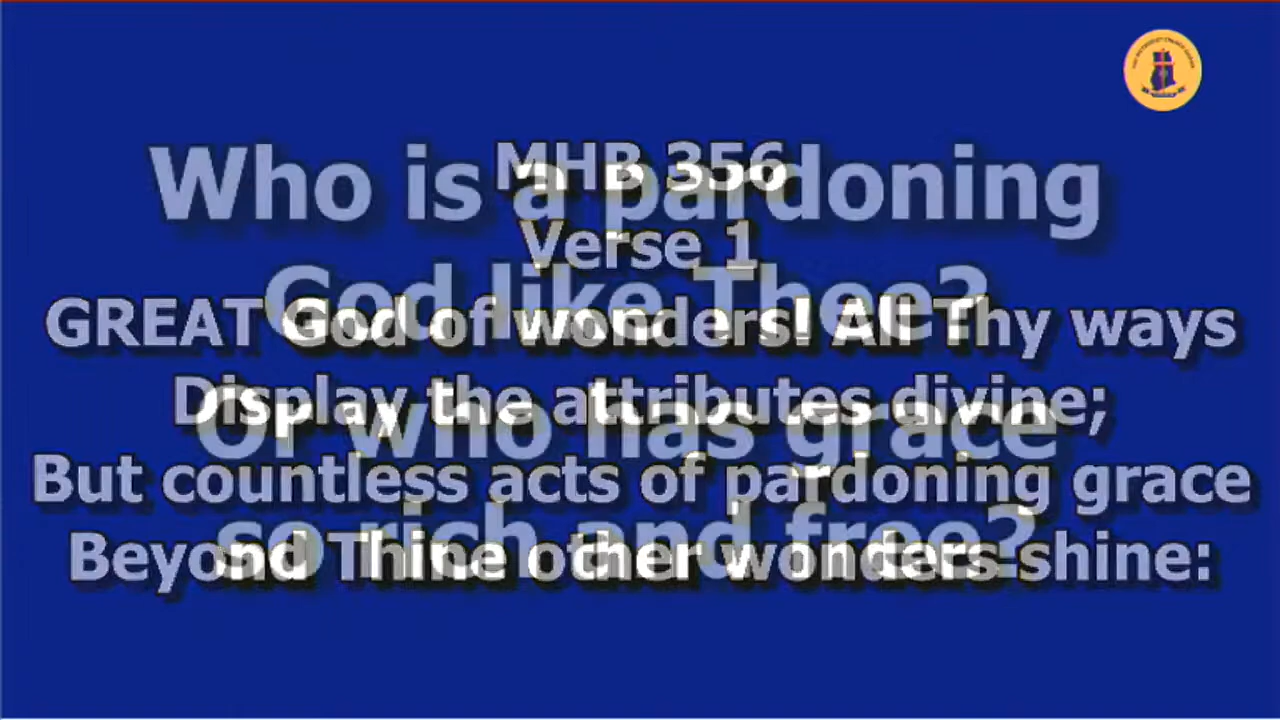 MHB 356
Verse 1
GREAT God of wonders! All Thy ways
Display the attributes divine;
But countless acts of pardoning grace
Beyond Thine other wonders shine:
Who is a pardoning
God like Thee?
Or who has grace
so rich and free?